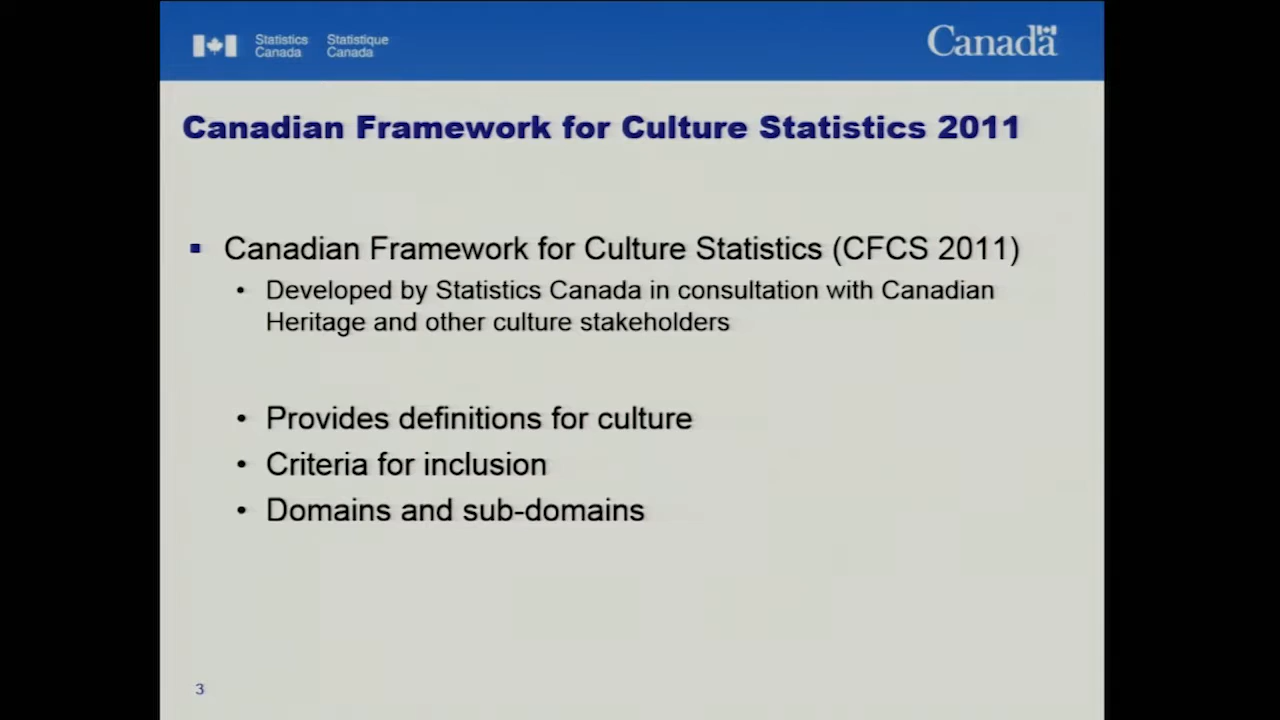 Statistics Statistique
Canada Canada
Canada
Canadian Framework for Culture Statistics 2011
▪ Canadian Framework for Culture Statistics (CFCS 2011)
• Developed by Statistics Canada in consultation with Canadian
Heritage and other culture stakeholders
• Provides definitions for culture
• Criteria for inclusion
• Domains and sub-domains
3